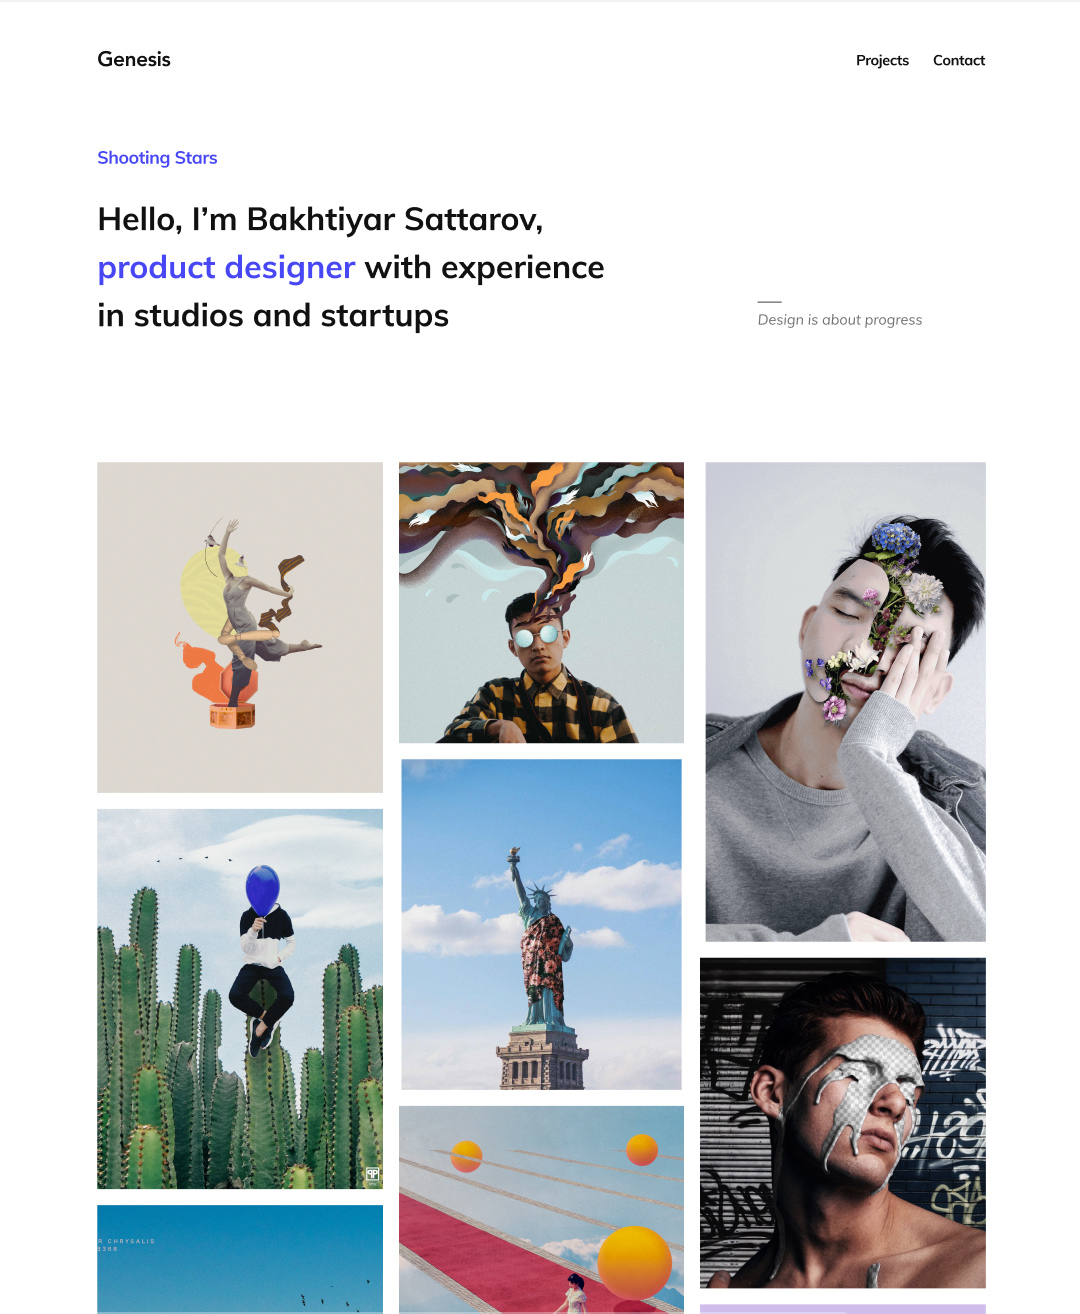 Genesis
Projects Contact
Shooting Stars
Hello, I’m Bakhtiyar Sattarov,
product designer with experience
in studios and startups
Design is about progress
R CHRYSALIS